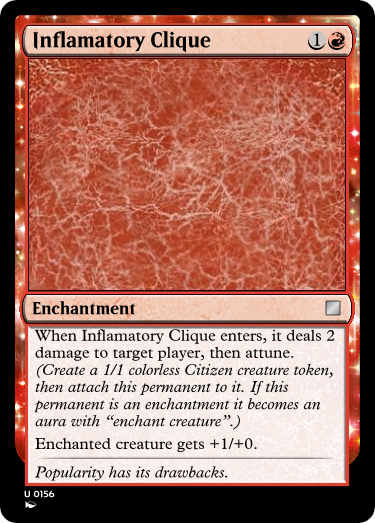 Inflamatory Clique 1
Enchantment
When Inflamatory Clique enters, it deals 2
damage to target player, then attune.
(Create a 1/1 colorless Citizen creature token,
then attach this permanent to it. If this
permanent is an enchantment it becomes an
aura with “enchant creature”.)
Enchanted creature gets +1/+0.
Popularity has its drawbacks.
U 0156